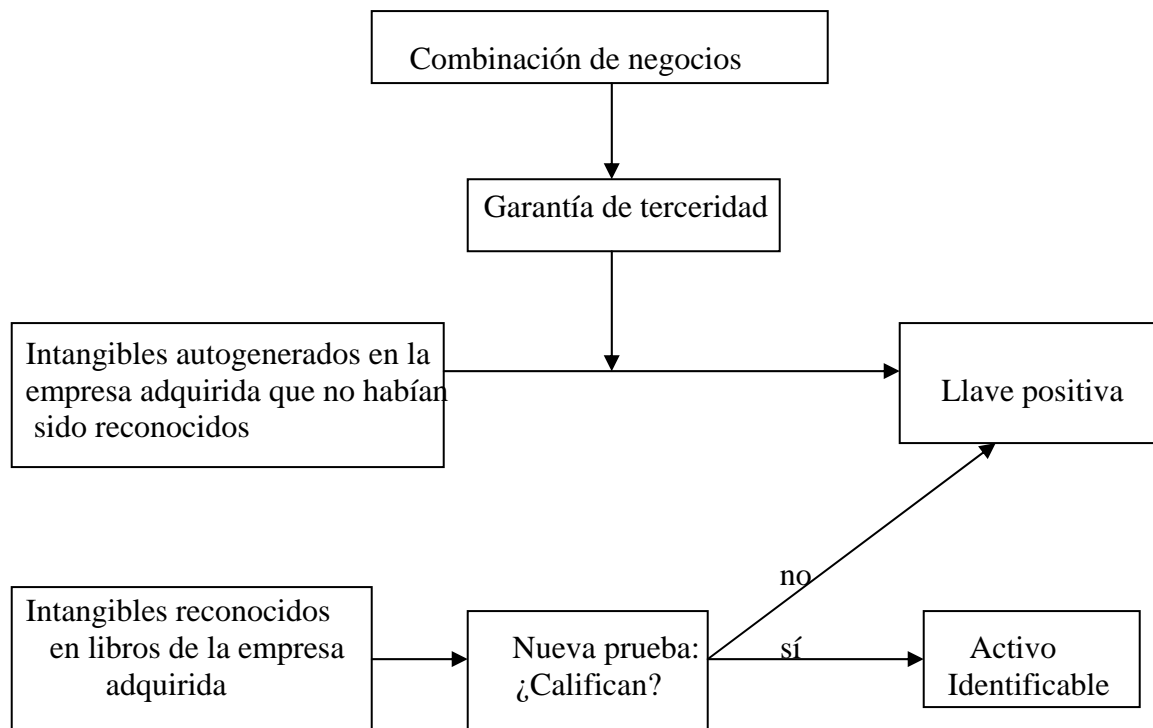 Combinación de negocios
Garantía de terceridad
Intangibles autogenerados en la
empresa adquirida que no habían
sido reconocidos
Llave positiva
no
Intangibles reconocidos
en libros de la empresa
adquirida
Nueva prueba:
¿Califican?
sí
Activo
Identificable